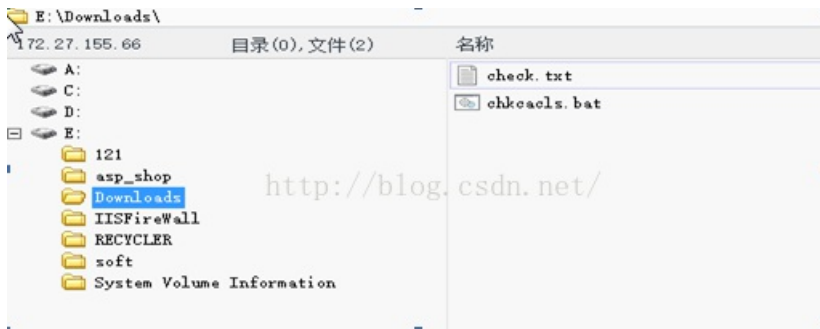 E:\Downloads\
172.27.155.66 目录(0),文件(2) 名称
A:
C:
D:
E:
121
asp_shop
Downloads
IISFireWall
RECYCLER
soft
System Volume Information
check.txt
chkcacls.bat
http://blog.csdn.net/